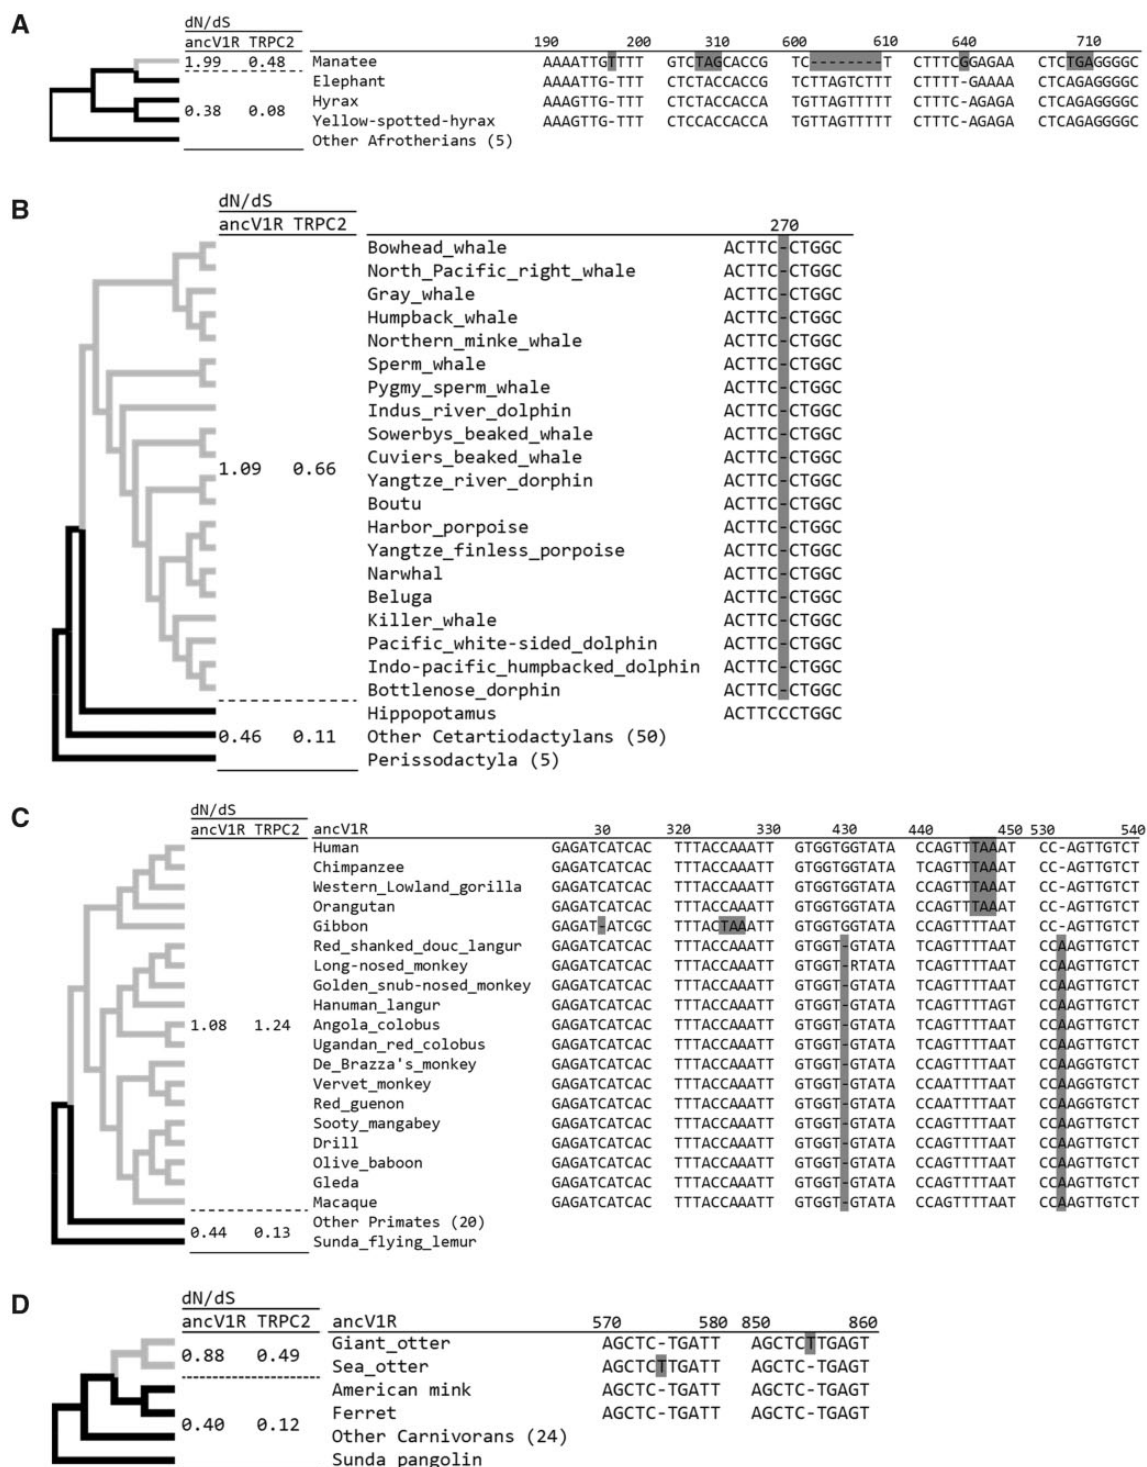 A
dN/dS
ancV1R TRPC2 190 200 310 600 610 640 710
Manatee 1.99 0.48 AAAATTGTTTT GTCTAGCACCG TC--------T CTTTCGGAGAA CTCTGAGGGGC
Elephant AAAATTG-TTT CTCTACCACCG TCTTAGTCTTT CTTTT-GAAAA CTCAGAGGGGC
Hyrax 0.38 0.08 AAAGTTG-TTT CTCTACCACCA TGTTAGTTTTT CTTTC-AGAGA CTCAGAGGGGC
Yellow-spotted-hyrax AAAGTTG-TTT CTCCACCACCA TGTTAGTTTTT CTTTC-AGAGA CTCAGAGGGGC
Other Afrotherians (5)
B
dN/dS
ancV1R TRPC2 270
Bowhead_whale ACTTC-CTGGC
North_Pacific_right_whale ACTTC-CTGGC
Gray_whale ACTTC-CTGGC
Humpback_whale ACTTC-CTGGC
Northern_minke_whale ACTTC-CTGGC
Sperm_whale ACTTC-CTGGC
Pygmy_sperm_whale ACTTC-CTGGC
Indus_river_dolphin ACTTC-CTGGC
Sowerbys_beaked_whale ACTTC-CTGGC
1.09 0.66 Cuviers_beaked_whale ACTTC-CTGGC
Yangtze_river_dorphin ACTTC-CTGGC
Boutu ACTTC-CTGGC
Harbor_porpoise ACTTC-CTGGC
Yangtze_finless_porpoise ACTTC-CTGGC
Narwhal ACTTC-CTGGC
Beluga ACTTC-CTGGC
Killer_whale ACTTC-CTGGC
Pacific_white-sided_dolphin ACTTC-CTGGC
Indo-pacific_humpbacked_dolphin ACTTC-CTGGC
Bottlenose_dorphin ACTTC-CTGGC
Hippopotamus ACTTCCCTGGC
0.46 0.11 Other Cetartiodactylans (50)
Perissodactyla (5)
C
dN/dS
ancV1R TRPC2 ancV1R 30 320 330 430 440 450 530 540
Human GAGATCATCAC TTTACCAAATT GTGGTGGTATA CCAGTTTAAAT CC-AGTTGTCT
Chimpanzee GAGATCATCAC TTTACCAAATT GTGGTGGTATA TCAGTTTAAAT CC-AGTTGTCT
Western_Lowland_gorilla GAGATCATCAC TTTACCAAATT GTGGTGGTATA CCAGTTTAAAT CC-AGTTGTCT
Orangutan GAGATCATCAC TTTACCAAATT GTGGTGGTATA CCAGTTTAAAT CC-AGTTGTCT
Gibbon GAGAT-ATCGC TTTACTAAATT GTGGTGGTATA CCAGTTTTAAT CC-AGTTGTCT
Red_shanked_douc_langur GAGATCATCAC TTTACCAAATT GTGGT-GTATA TCAGTTTTAAT CCAAGTTGTCT
Long-nosed_monkey GAGATCATCAC TTTACCAAATT GTGGT-RTATA TCAGTTTTAAT CCAAGTTGTCT
Golden_snub-nosed_monkey GAGATCATCAC TTTACCAAATT GTGGT-GTATA TCAGTTTTAAT CCAAGTTGTCT
Hanuman_langur GAGATCATCAC TTTACCAAATT GTGGT-GTATA TCAGTTTTAGT CCAAGTTGTCT
1.08 1.24 Angola_colobus GAGATCATCAC TTTACCAAATT GTGGT-GTATA TCAGTTTTAAT CCAAGTTGTCT
Ugandan_red_colobus GAGATCATCAC TTTACCAAATT GTGGT-GTATA TCAGTTTTAAT CCAAGTTGTCT
De_Brazza's_monkey GAGATCATCAC TTTACCAAATT GTGGT-GTATA CCAGTTTTAAT CCAAGGTGTCT
Vervet_monkey GAGATCATCAC TTTACCAAATT GTGGT-GTATA CCAATTTTAAT CCAAGGTGTCT
Red_guenon GAGATCATCAC TTTACCAAATT GTGGT-GTATA CCAATTTTAAT CCAAGGTGTCT
Sooty_mangabey GAGATCATCAC TTTACCAAATT GTGGT-GTATA CCAGTTTTAAT CCAAGTTGTCT
Drill GAGATCATCAC TTTACCAAATT GTGGT-GTATA CCAGTTTTAAT CCAAGTTGTCT
Olive_baboon GAGATCATCAC TTTACCAAATT GTGGT-GTATA CCAGTTTTAAT CCAAGTTGTCT
Gleda GAGATCATCAC TTTACCAAATT GTGGT-GTATA CCAGTTTTAAT CCAAGTTGTCT
Macaque GAGATCATCAC TTTACCAAATT GTGGT-GTATA CCAGTTTTAAT CCAAGTTGTCT
Other Primates (20)
0.44 0.13
Sunda_flying_lemur
D
dN/dS
ancV1R TRPC2 ancV1R 570 580 850 860
Giant_otter AGCTC-TGATT AGCTCTTGAGT
0.88 0.49
Sea_otter AGCTCTTGATT AGCTC-TGAGT
American mink AGCTC-TGATT AGCTC-TGAGT
Ferret AGCTC-TGATT AGCTC-TGAGT
0.40 0.12
Other Carnivorans (24)
Sunda pangolin